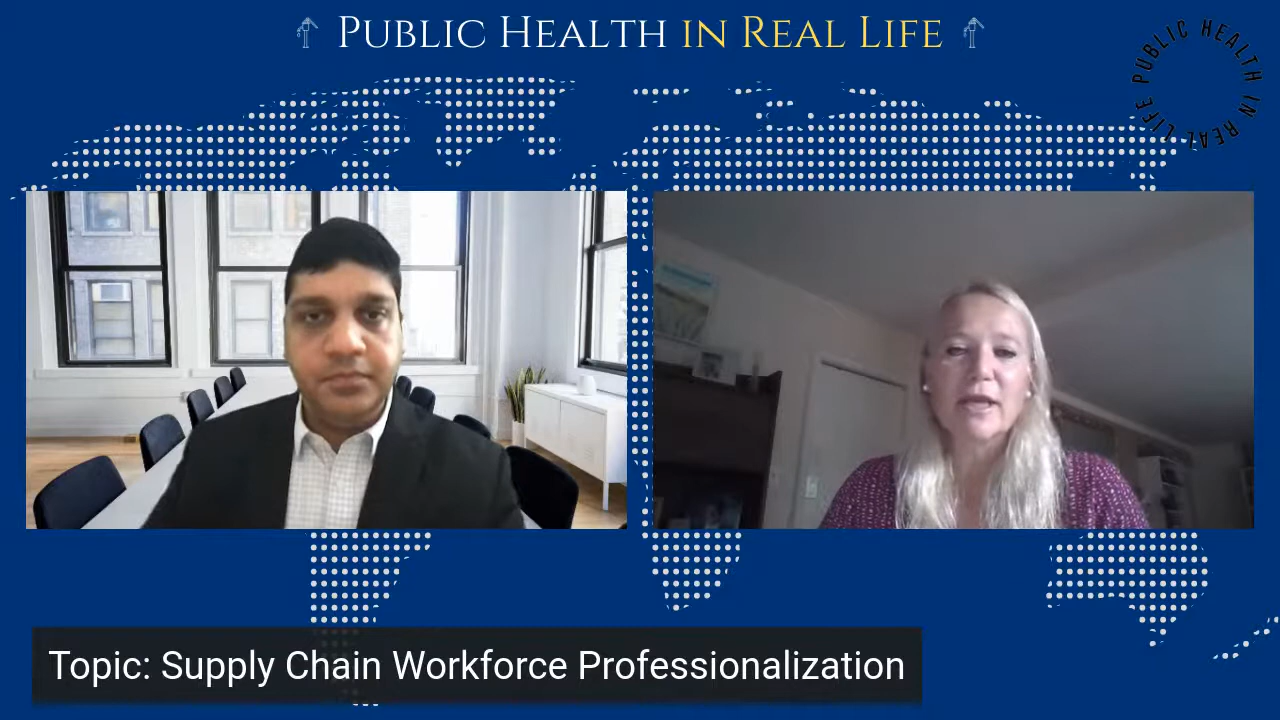 PUBLIC HEALTH IN REAL LIFE
PUBLIC HEALTH IN REAL LIFE
Topic: Supply Chain Workforce Professionalization